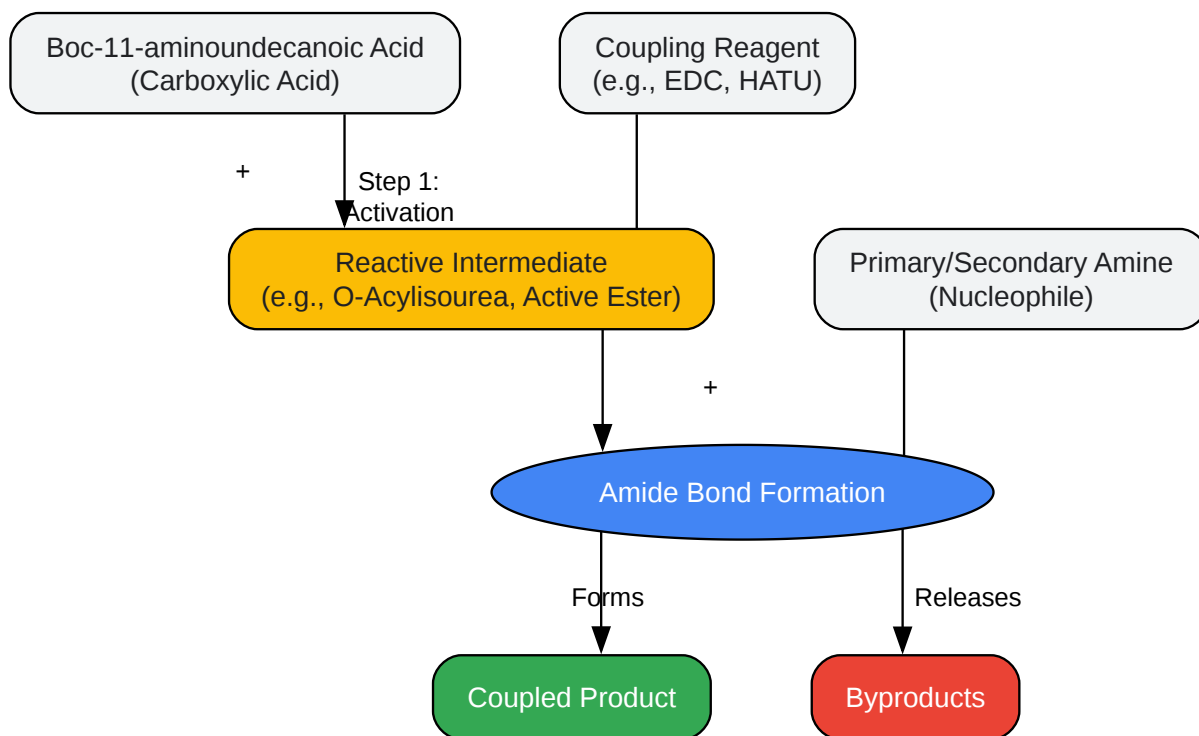 Boc-11-aminoundecanoic Acid
(Carboxylic Acid)
Coupling Reagent
(e.g., EDC, HATU)
+
Step 1:
Activation
Reactive Intermediate
(e.g., O-Acylisourea, Active Ester)
Primary/Secondary Amine
(Nucleophile)
+
Amide Bond Formation
Forms
Releases
Coupled Product
Byproducts